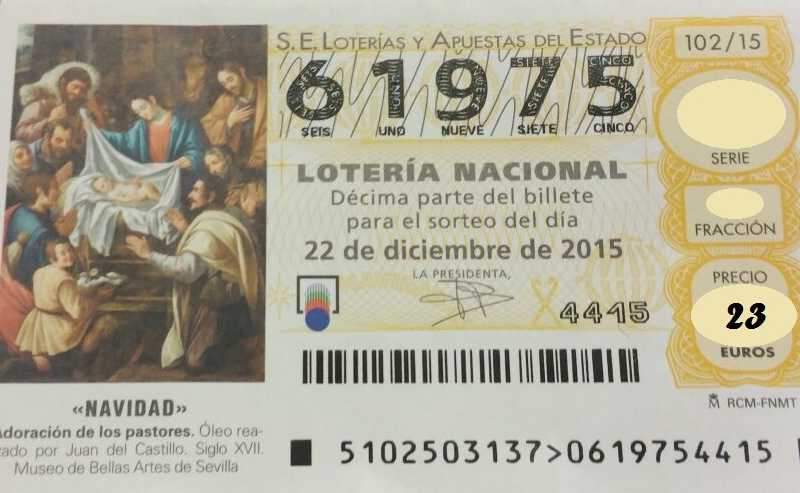 S.E. LOTERÍAS Y APUESTAS DEL ESTADO
102/15
61975
SEIS UNO NUEVE SIETE CINCO
SERIE
LOTERÍA NACIONAL
Décima parte del billete
para el sorteo del día
22 de diciembre de 2015
FRACCIÓN
LA PRESIDENTA,
4415
PRECIO
23
EUROS
RCM-FNMT
«NAVIDAD»
Adoración de los pastores. Óleo rea-
zado por Juan del Castillo. Siglo XVII.
Museo de Bellas Artes de Sevilla
5102503137>0619754415